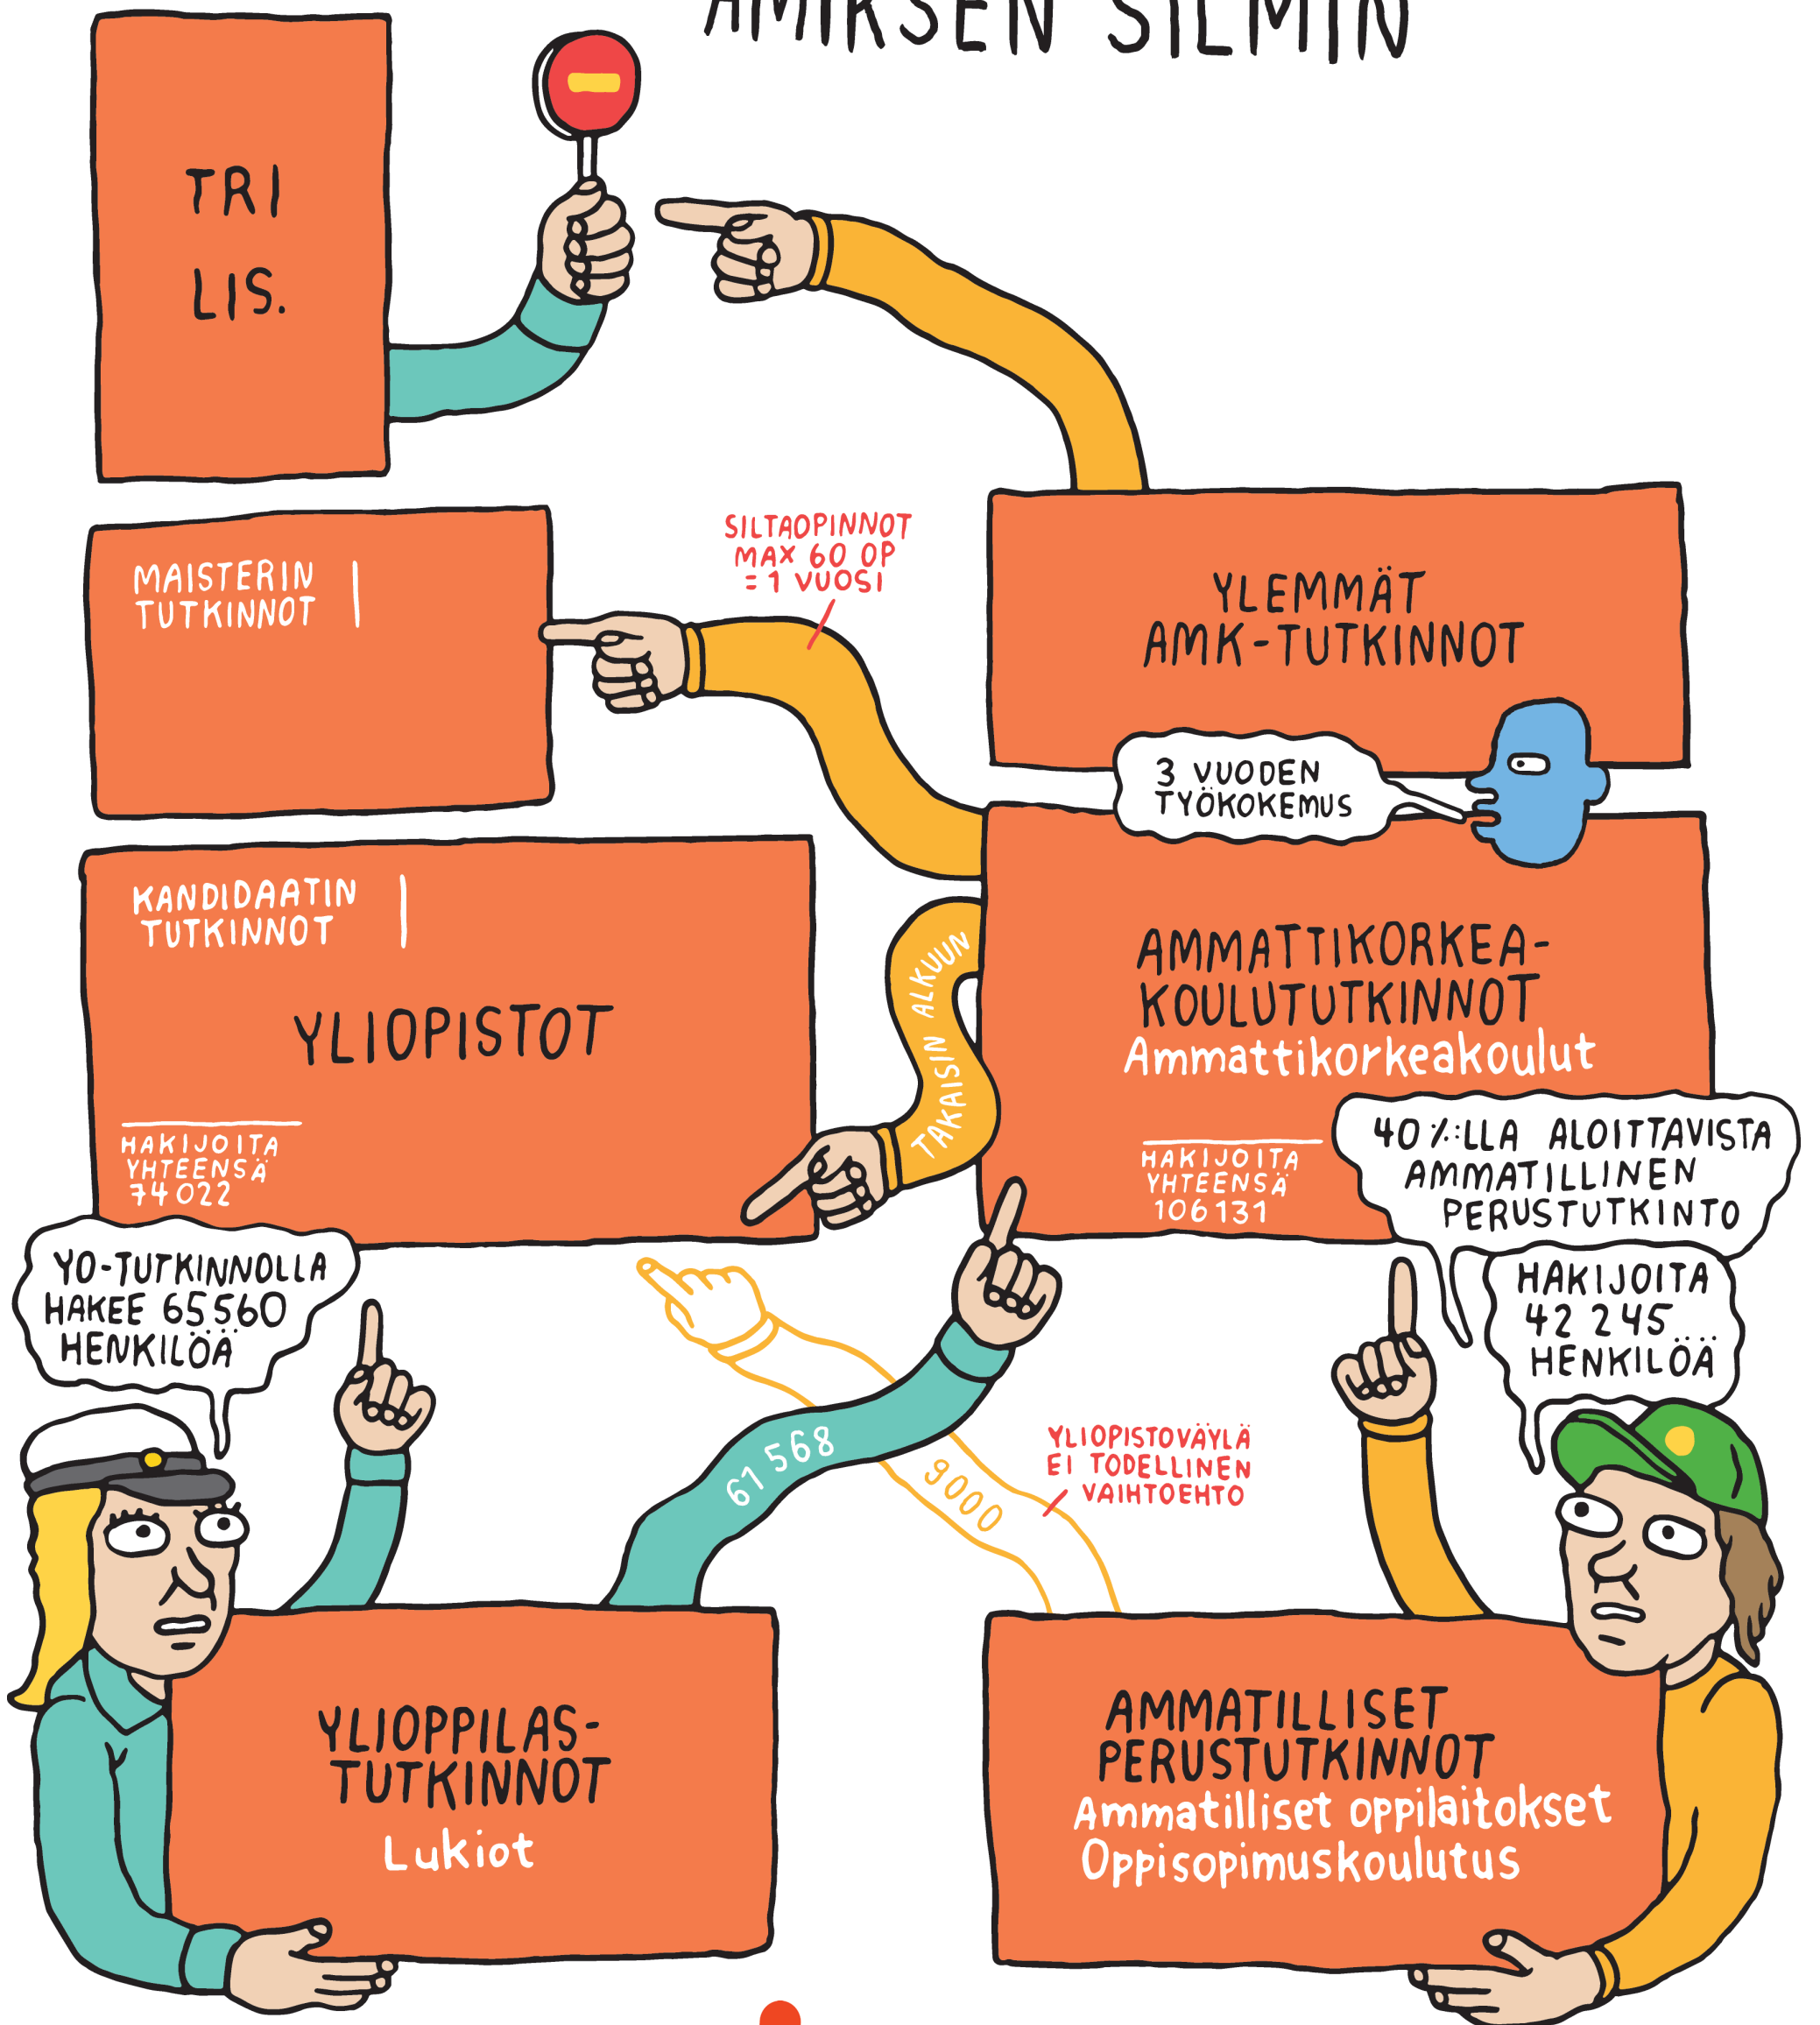 AMIKSEN SILMIN
TRI
LIS.
SILTAOPINNOT
MAX 60 OP
= 1 VUOSI
MAISTERIN
TUTKINNOT
YLEMMÄT
AMK-TUTKINNOT
3 VUODEN
TYÖKOKEMUS
KANDIDAATIN
TUTKINNOT
YLIOPISTOT
HAKIJOITA
YHTEENSÄ
74 022
TAKAISIN ALKUUN
AMMATTIKORKEA-
KOULUTUTKINNOT
Ammattikorkeakoulut
HAKIJOITA
YHTEENSÄ
106 131
40%:LLA ALOITTAVISTA
AMMATILLINEN
PERUSTUTKINTO
YO-TUTKINNOLLA
HAKEE 65560
HENKILÖÄ
HAKIJOITA
42 245
HENKILÖÄ
61 568
9000
YLIOPISTOVÄYLÄ
EI TODELLINEN
VAIHTOEHTO
YLIOPPILAS-
TUTKINNOT
Lukiot
AMMATILLISET
PERUSTUTKINNOT
Ammatilliset oppilaitokset
Oppisopimuskoulutus